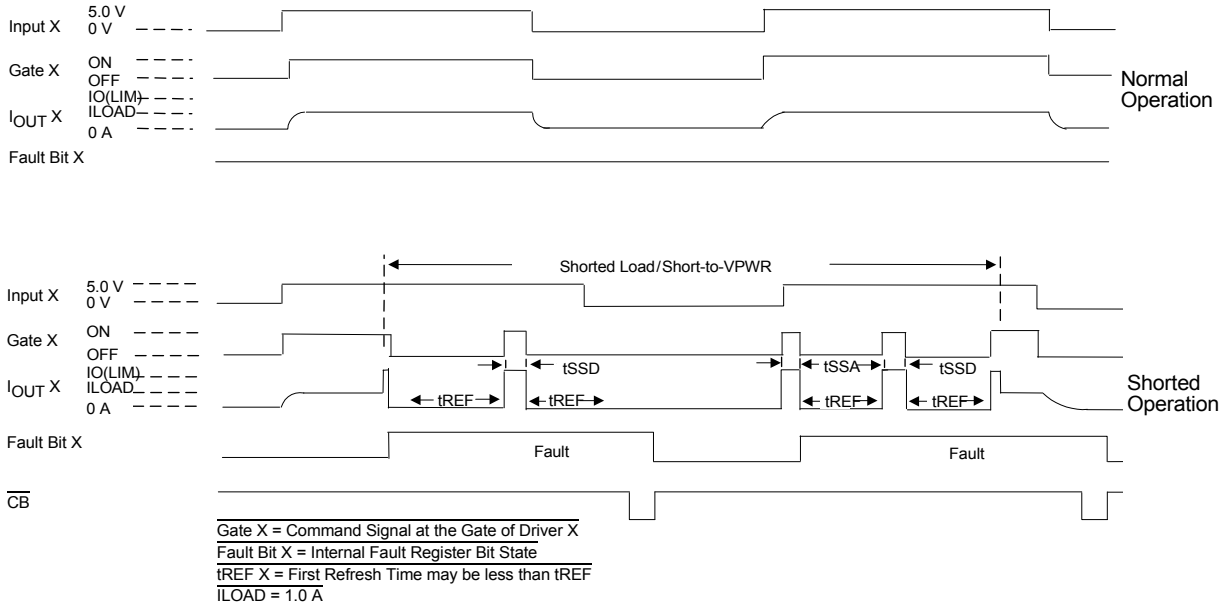 Input X 5.0 V
0 V
Gate X ON
OFF
IO(LIM)
IOUT X ILOAD
0 A
Fault Bit X
Normal
Operation
Shorted Load/Short-to-VPWR
Input X 5.0 V
0 V
Gate X ON
OFF
IO(LIM)
IOUT X ILOAD
0 A
tSSD tSSA tSSD
tREF tREF tREF tREF
Shorted
Operation
Fault Bit X Fault Fault
CB
Gate X = Command Signal at the Gate of Driver X
Fault Bit X = Internal Fault Register Bit State
tREF X = First Refresh Time may be less than tREF
ILOAD = 1.0 A